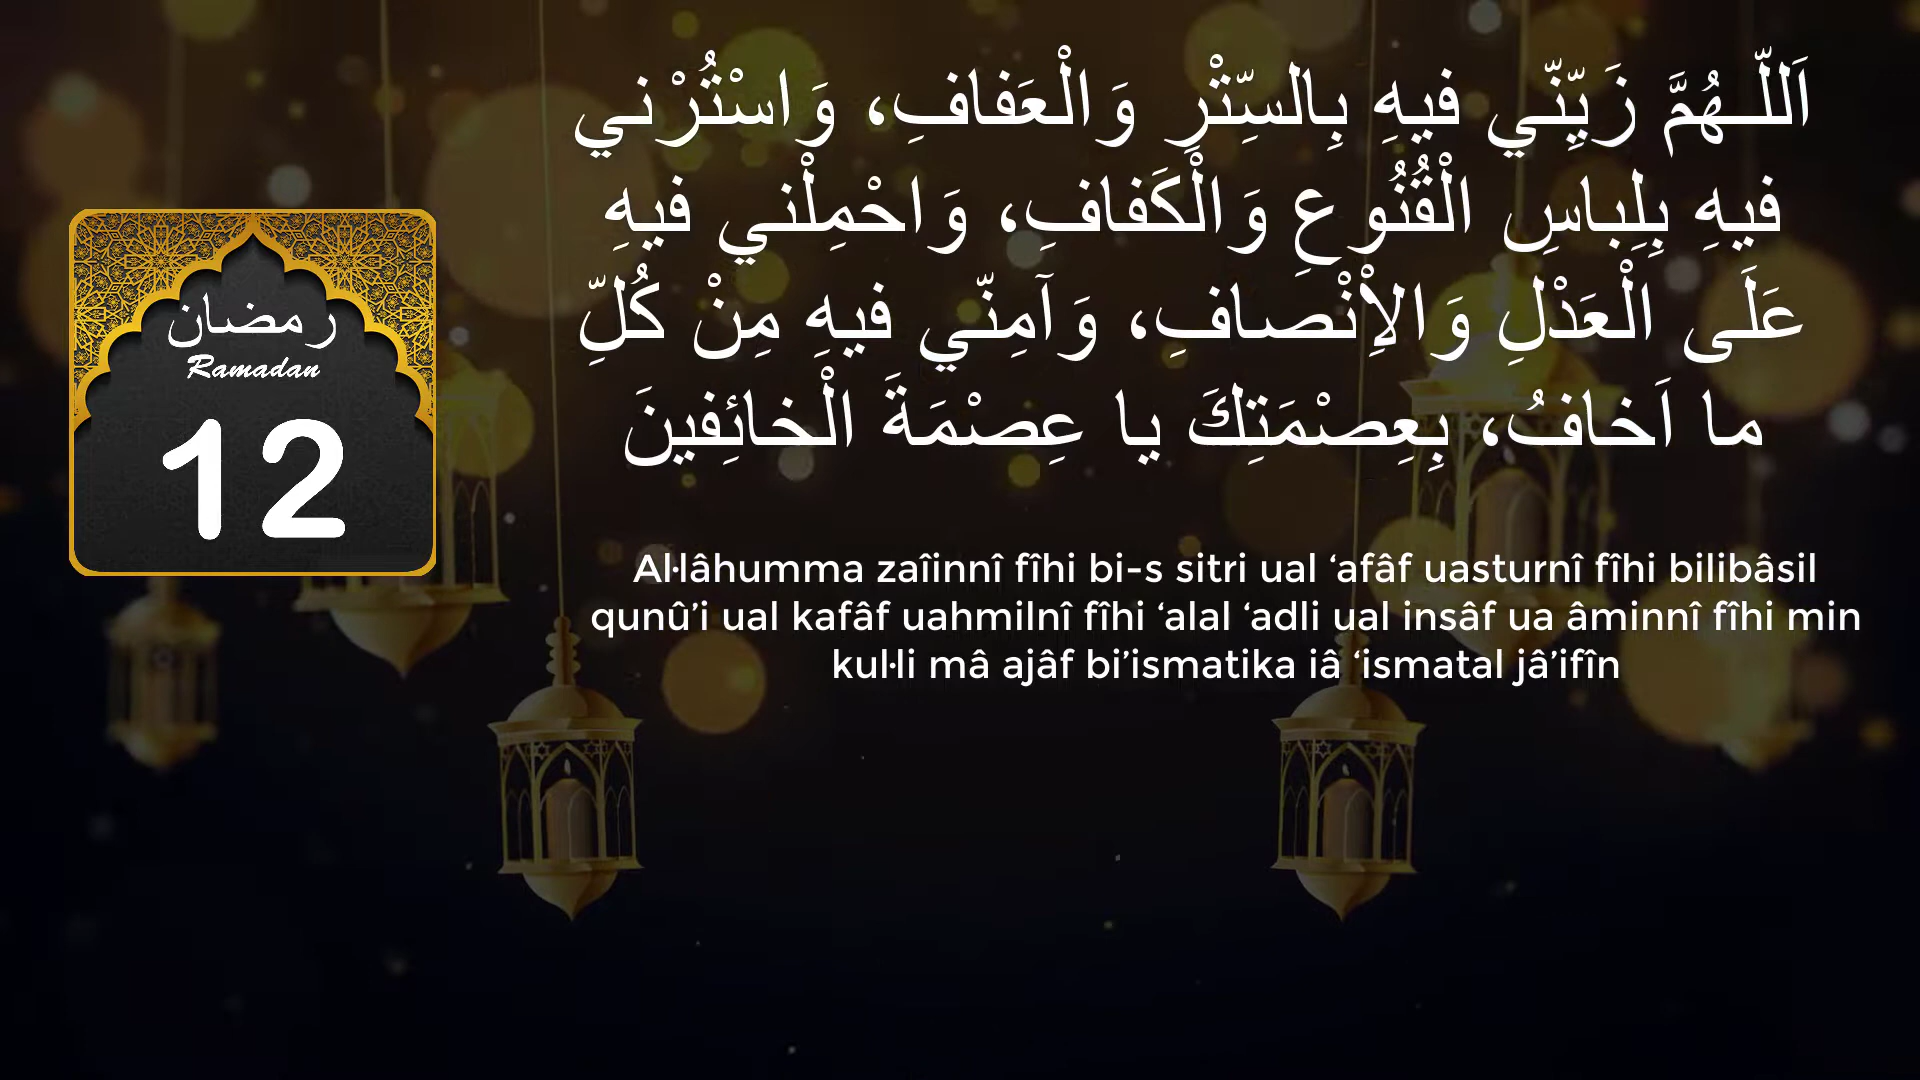 رمضان
Ramadan
12
اَللّـهُمَّ زَيِّنّي فيهِ بِالسِّتْرِ وَالْعَفافِ، وَاسْتُرْني
فيهِ بِلِباسِ الْقُنُوعِ وَالْكَفافِ، وَاحْمِلْني فيهِ
عَلَى الْعَدْلِ وَالاِْنْصافِ، وَآمِنّي فيهِ مِنْ كُلِّ
ما اَخافُ، بِعِصْمَتِكَ يا عِصْمَةَ الْخائِفينَ
Al·lâhumma zaîinnî fîhi bi-s sitri ual ‘afâf uasturnî fîhi bilibâsil
qunû’i ual kafâf uahmilnî fîhi ‘alal ‘adli ual insâf ua âminnî fîhi min
kul·li mâ ajâf bi’ismatika iâ ‘ismatal jâ’ifîn